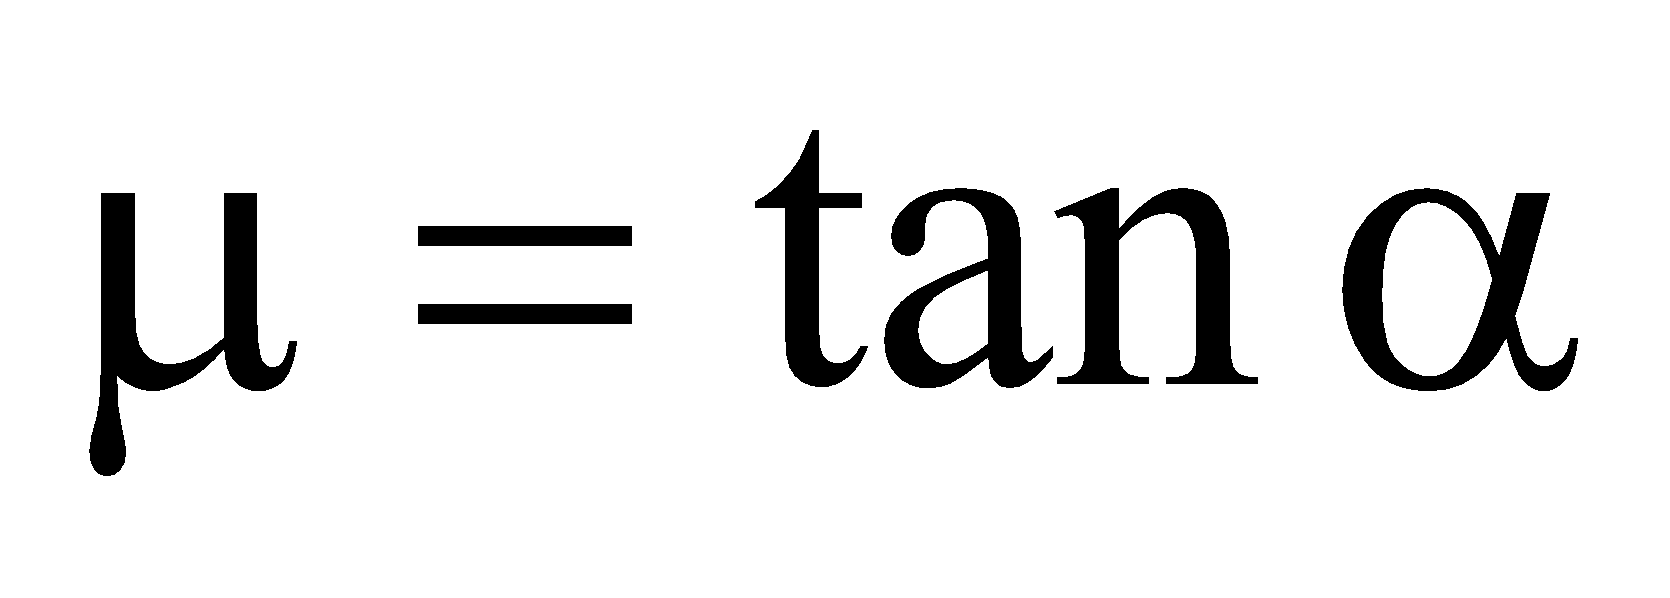 μ = tan α